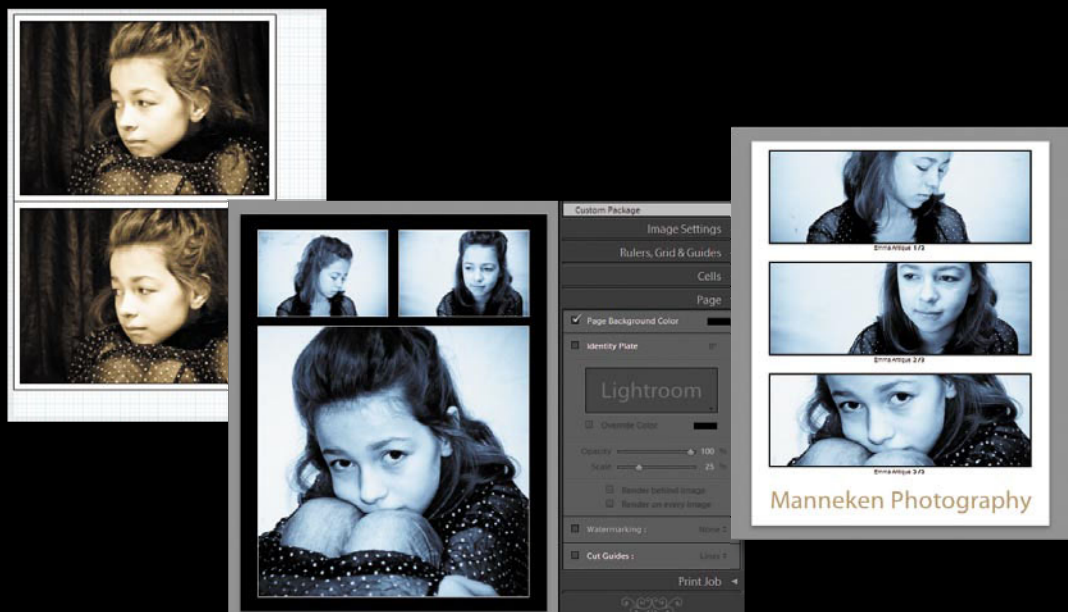 Custom Package
Image Settings
Rulers, Grid & Guides
Cells
Page
Page Background Color
Identity Plate
0°
Lightroom
Override Color
Opacity 100 %
Scale 25 %
Render behind image
Render on every image
Watermarking : None
Cut Guides : Lines
Print Job
Emma Antique 1/3
Emma Antique 2/3
Emma Antique 3/3
Manneken Photography